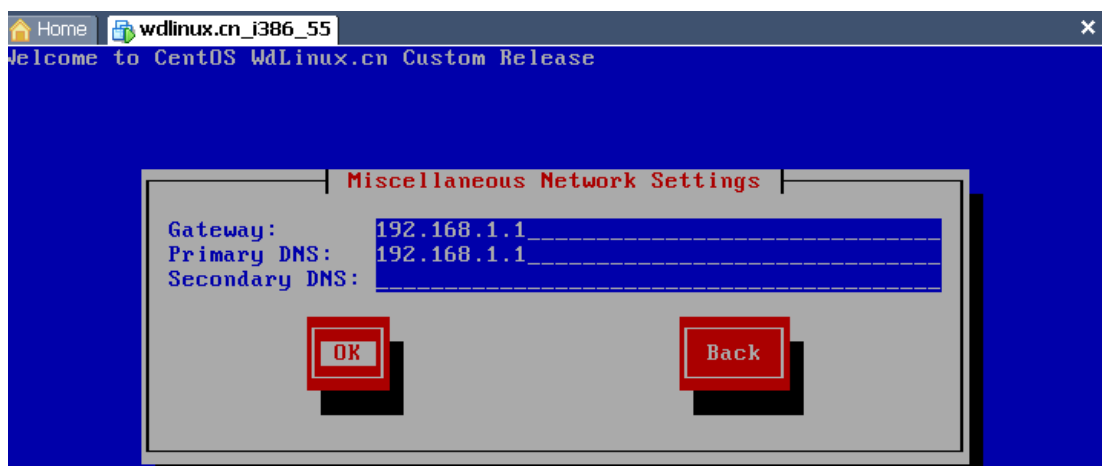 Home wdlinux.cn_i386_55
Welcome to CentOS WdLinux.cn Custom Release
Miscellaneous Network Settings
Gateway: 192.168.1.1
Primary DNS: 192.168.1.1
Secondary DNS:
OK Back